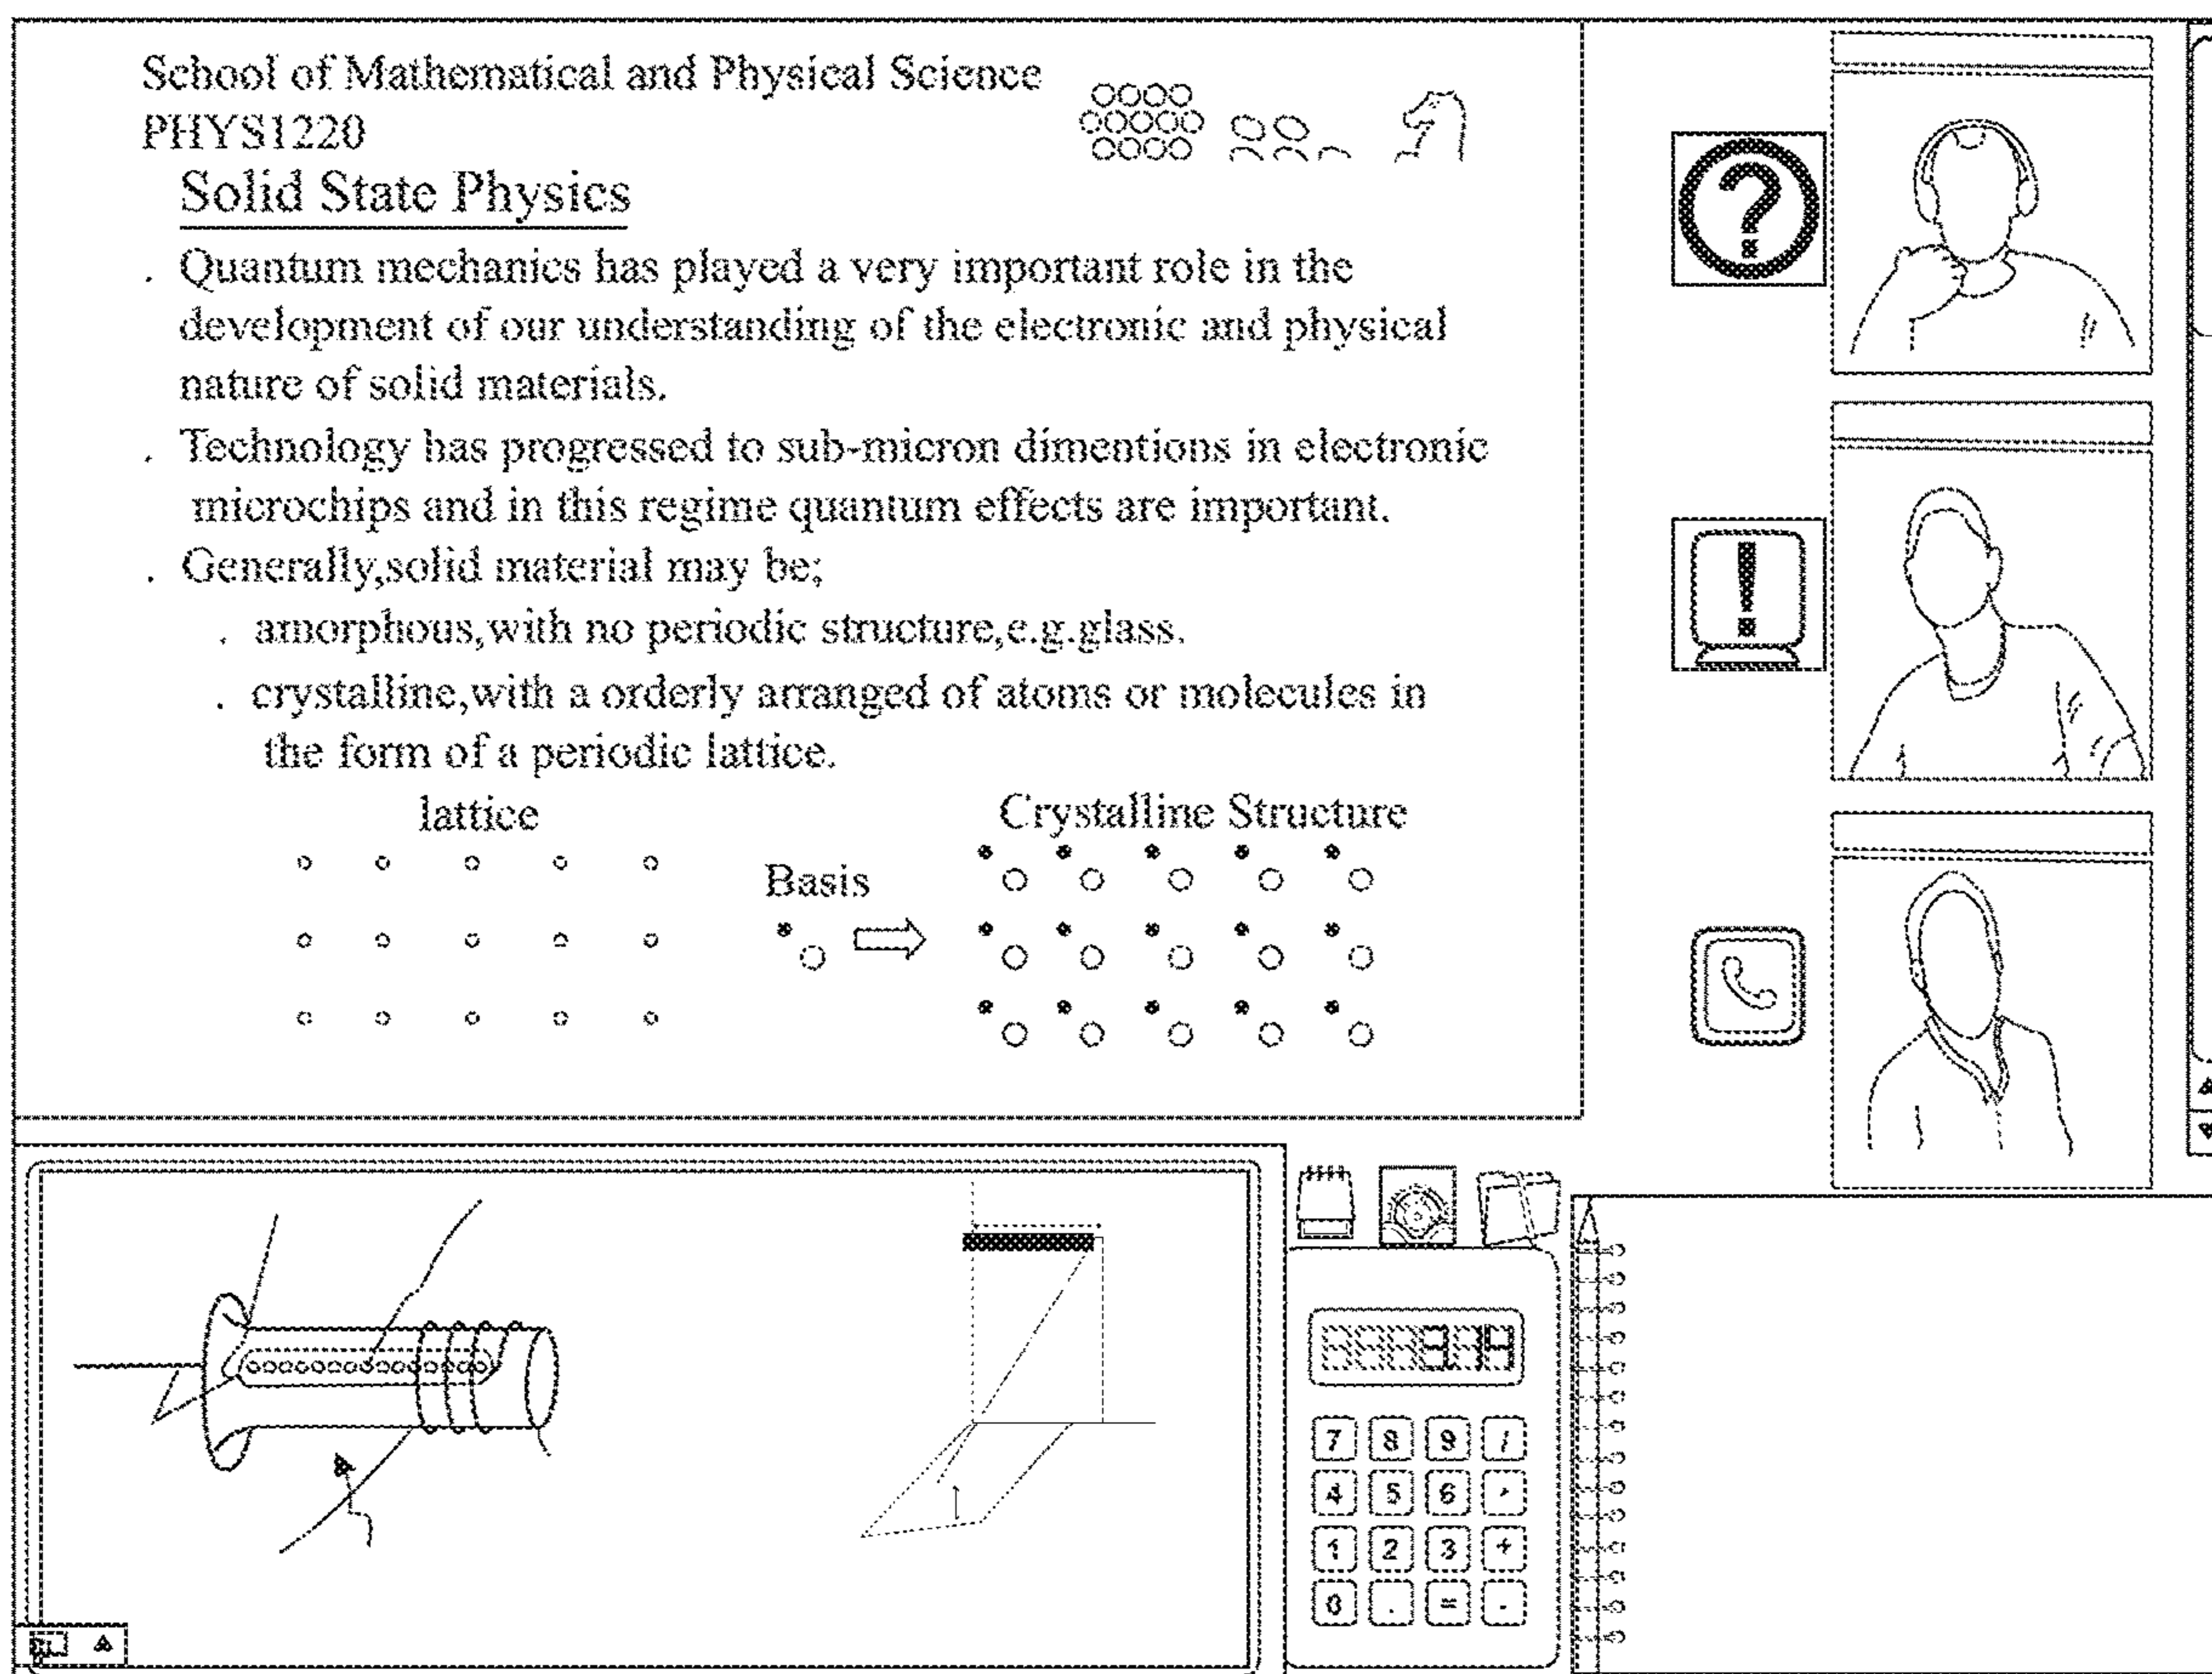 School of Mathematical and Physical Science
PHYS1220
Solid State Physics
. Quantum mechanics has played a very important role in the
development of our understanding of the electronic and physical
nature of solid materials.
. Technology has progressed to sub-micron dimentions in electronic
microchips and in this regime quantum effects are important.
. Generally,solid material may be;
. amorphous,with no periodic structure,e.g.glass.
. crystalline,with a orderly arranged of atoms or molecules in
the form of a periodic lattice.
lattice
Crystalline Structure
Basis
?
!
7 8 9 /
4 5 6
1 2 3 +
0 . = -